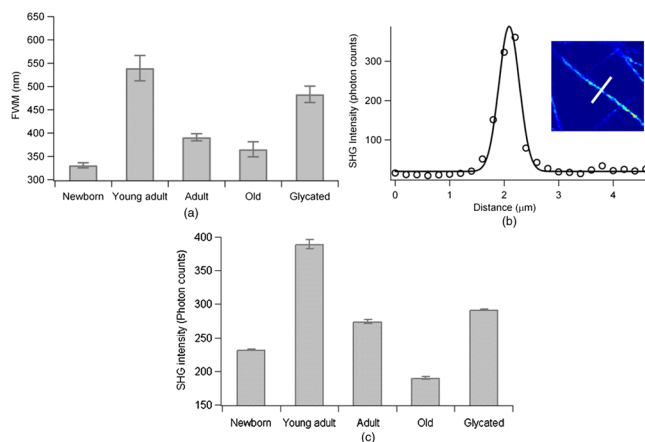 650
600
550
500
450
400
350
300
FWM (nm)
Newborn Young adult Adult Old Glycated
(a)
300
200
100
SHG Intensity (photon counts)
0 1 2 3 4
Distance (μm)
(b)
400
350
300
250
200
150
SHG intensity (Photon counts)
Newborn Young adult Adult Old Glycated
(c)